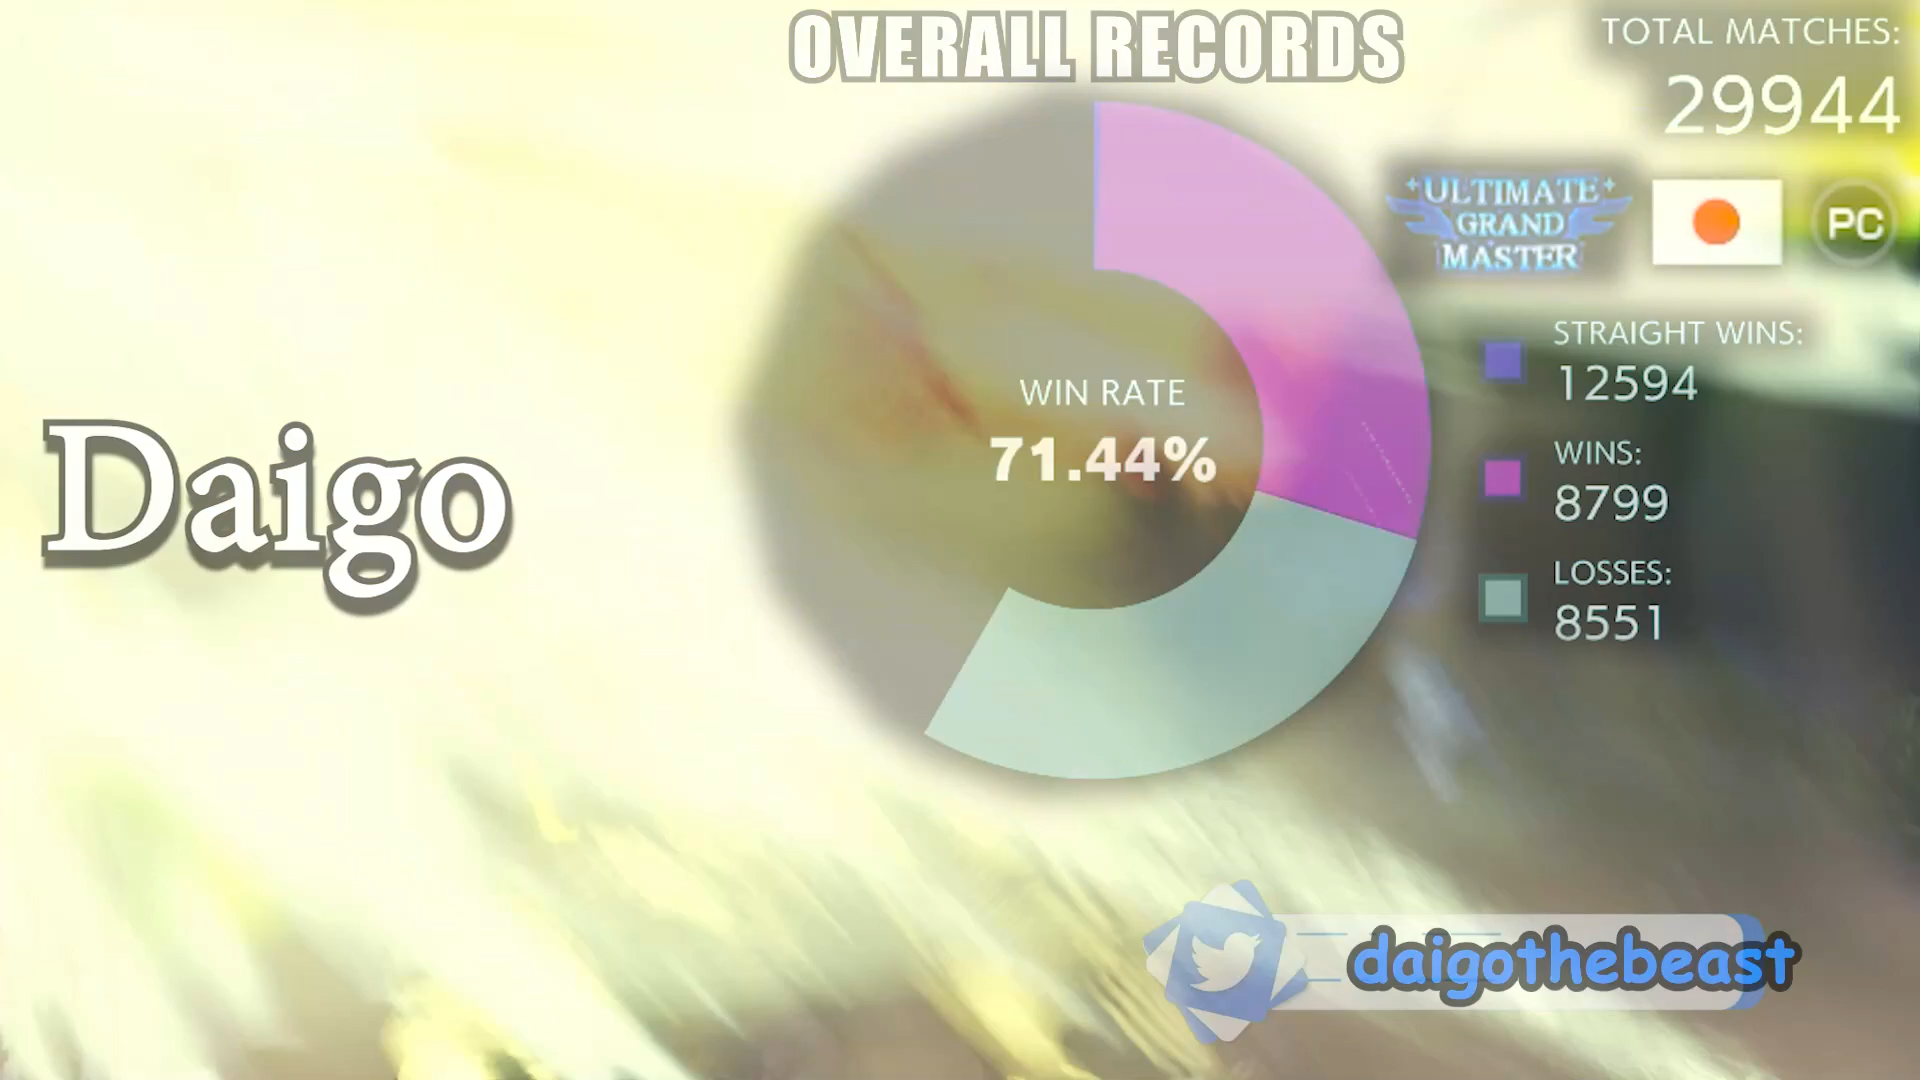 OVERALL RECORDS
TOTAL MATCHES:
29944
ULTIMATE
GRAND
MASTER
PC
STRAIGHT WINS:
12594
WIN RATE
71.44%
WINS:
8799
Daigo
LOSSES:
8551
daigothebeast